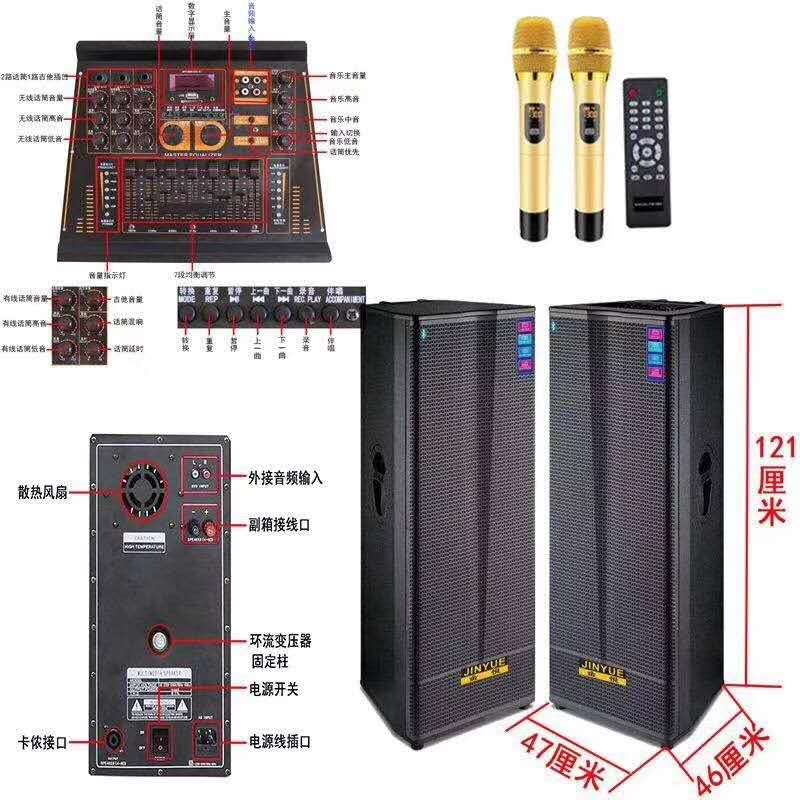 话筒音量
数字显示屏
主音量
音频输入
2路话筒1路吉他插口
无线话筒音量
无线话筒高音
无线话筒低音
音乐主音量
音乐高音
音乐中音
输入切换
音乐低音
话筒优先
MASTER EQUALIZER
音量指示灯
7段均衡调节
有线话筒音量
有线话筒高音
有线话筒低音
吉他音量
话筒混响
话筒延时
转换 重复 暂停 上一曲 下一曲 录音 伴唱
MODE REP REC PLAY ACCOMPANIMENT
转换
重复
暂停
上一曲
下一曲
录音
伴唱
散热风扇
外接音频输入
副箱接线口
CAUTION
HIGH TEMPERATURE
环流变压器
固定柱
电源开关
卡侬接口
电源线插口
L R
ON
OFF
JINYUE
JINYUE
121厘米
47厘米
46厘米